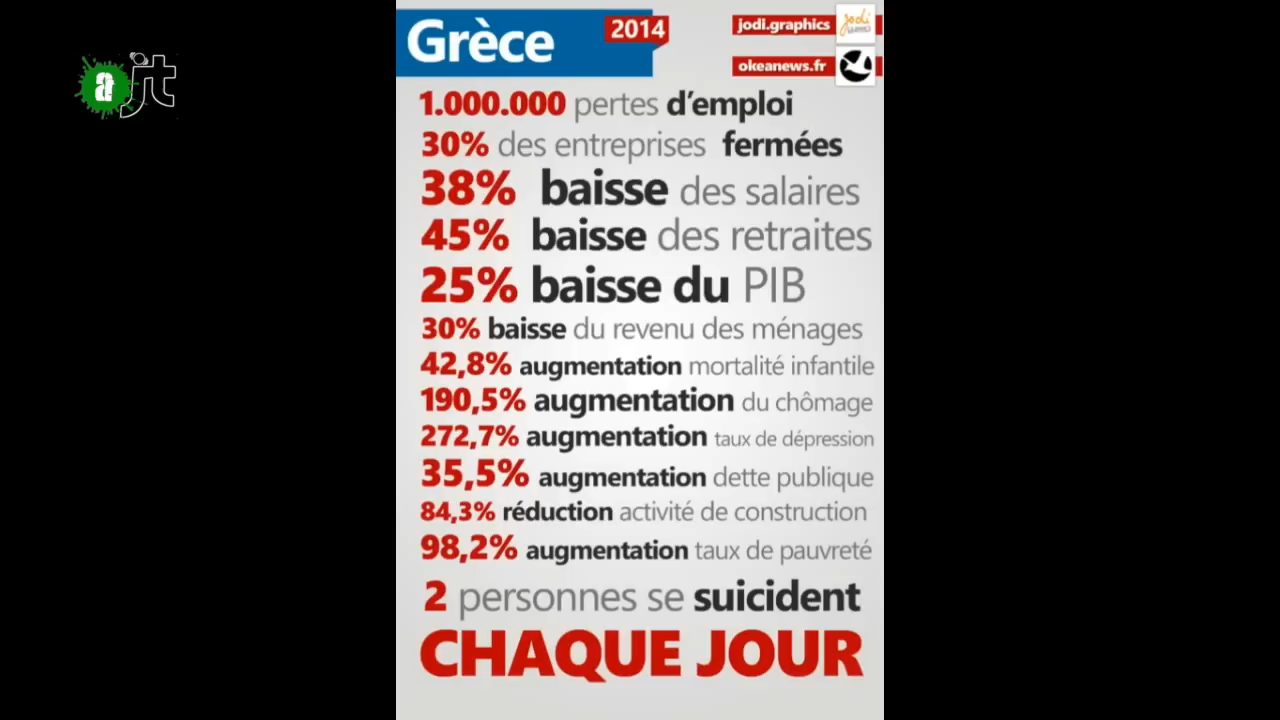 a jt
Grèce
2014
jodi.graphics
jodi
okeanews.fr
1.000.000 pertes d'emploi
30% des entreprises fermées
38% baisse des salaires
45% baisse des retraites
25% baisse du PIB
30% baisse du revenu des ménages
42,8% augmentation mortalité infantile
190,5% augmentation du chômage
272,7% augmentation taux de dépression
35,5% augmentation dette publique
84,3% réduction activité de construction
98,2% augmentation taux de pauvreté
2 personnes se suicident
CHAQUE JOUR